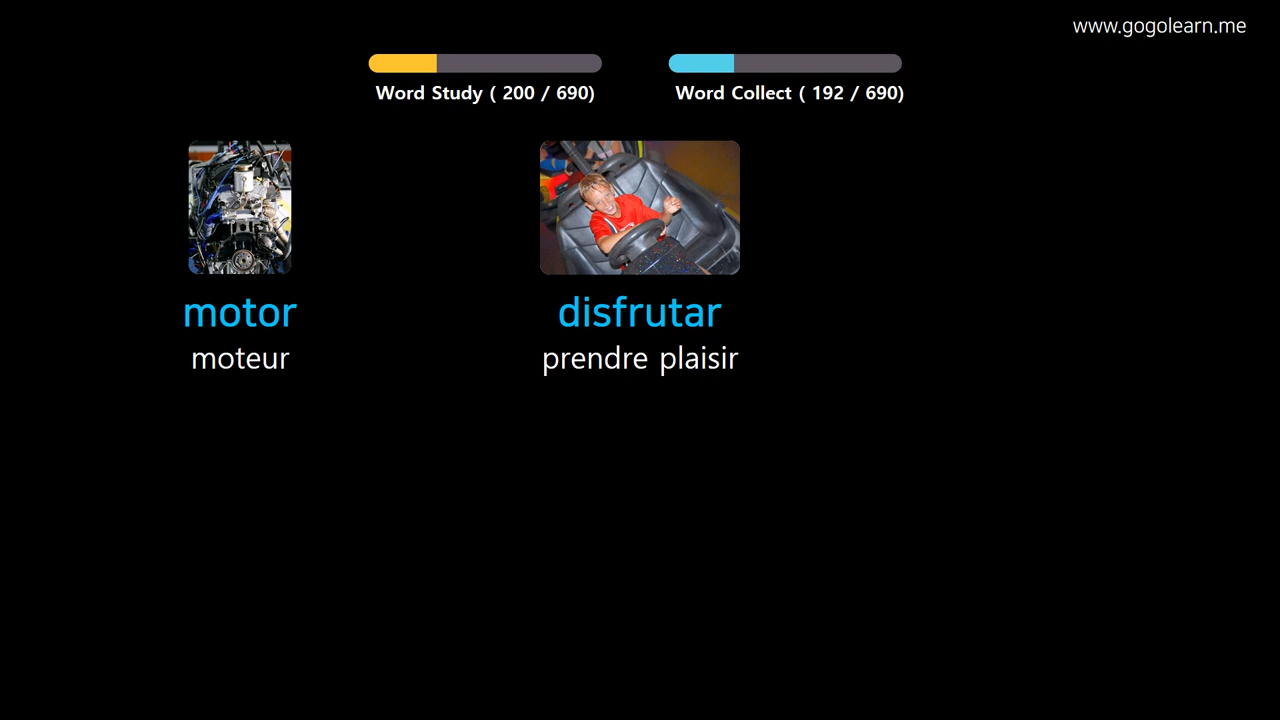 www.gogolearn.me
Word Study ( 200 / 690)
Word Collect ( 192 / 690)
motor
moteur
disfrutar
prendre plaisir